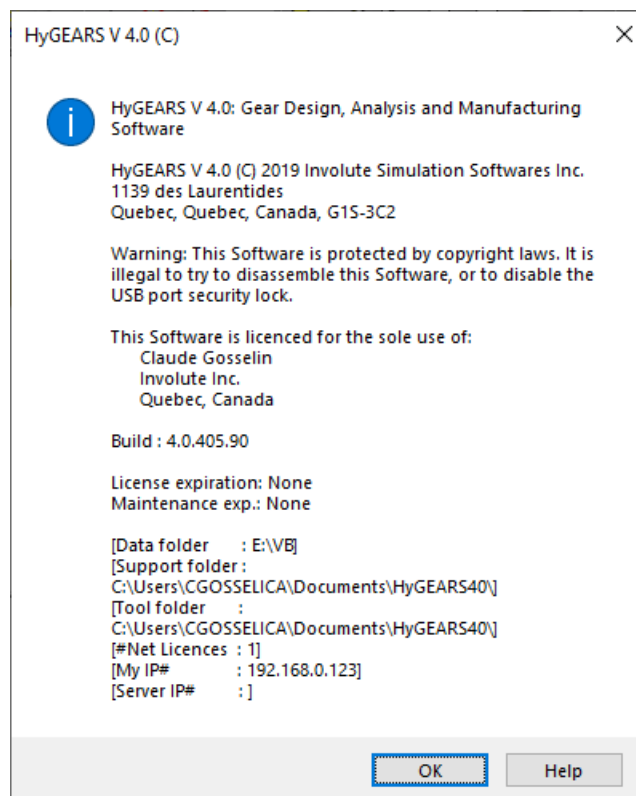 HyGEARS V 4.0 (C)
HyGEARS V 4.0: Gear Design, Analysis and Manufacturing
Software
HyGEARS V 4.0 (C) 2019 Involute Simulation Softwares Inc.
1139 des Laurentides
Quebec, Quebec, Canada, G1S-3C2
Warning: This Software is protected by copyright laws. It is
illegal to try to disassemble this Software, or to disable the
USB port security lock.
This Software is licenced for the sole use of:
Claude Gosselin
Involute Inc.
Quebec, Canada
Build : 4.0.405.90
License expiration: None
Maintenance exp.: None
[Data folder : E:\VB]
[Support folder :
C:\Users\CGOSSELICA\Documents\HyGEARS40\]
[Tool folder :
C:\Users\CGOSSELICA\Documents\HyGEARS40\]
[#Net Licences : 1]
[My IP# : 192.168.0.123]
[Server IP# : ]
OK Help